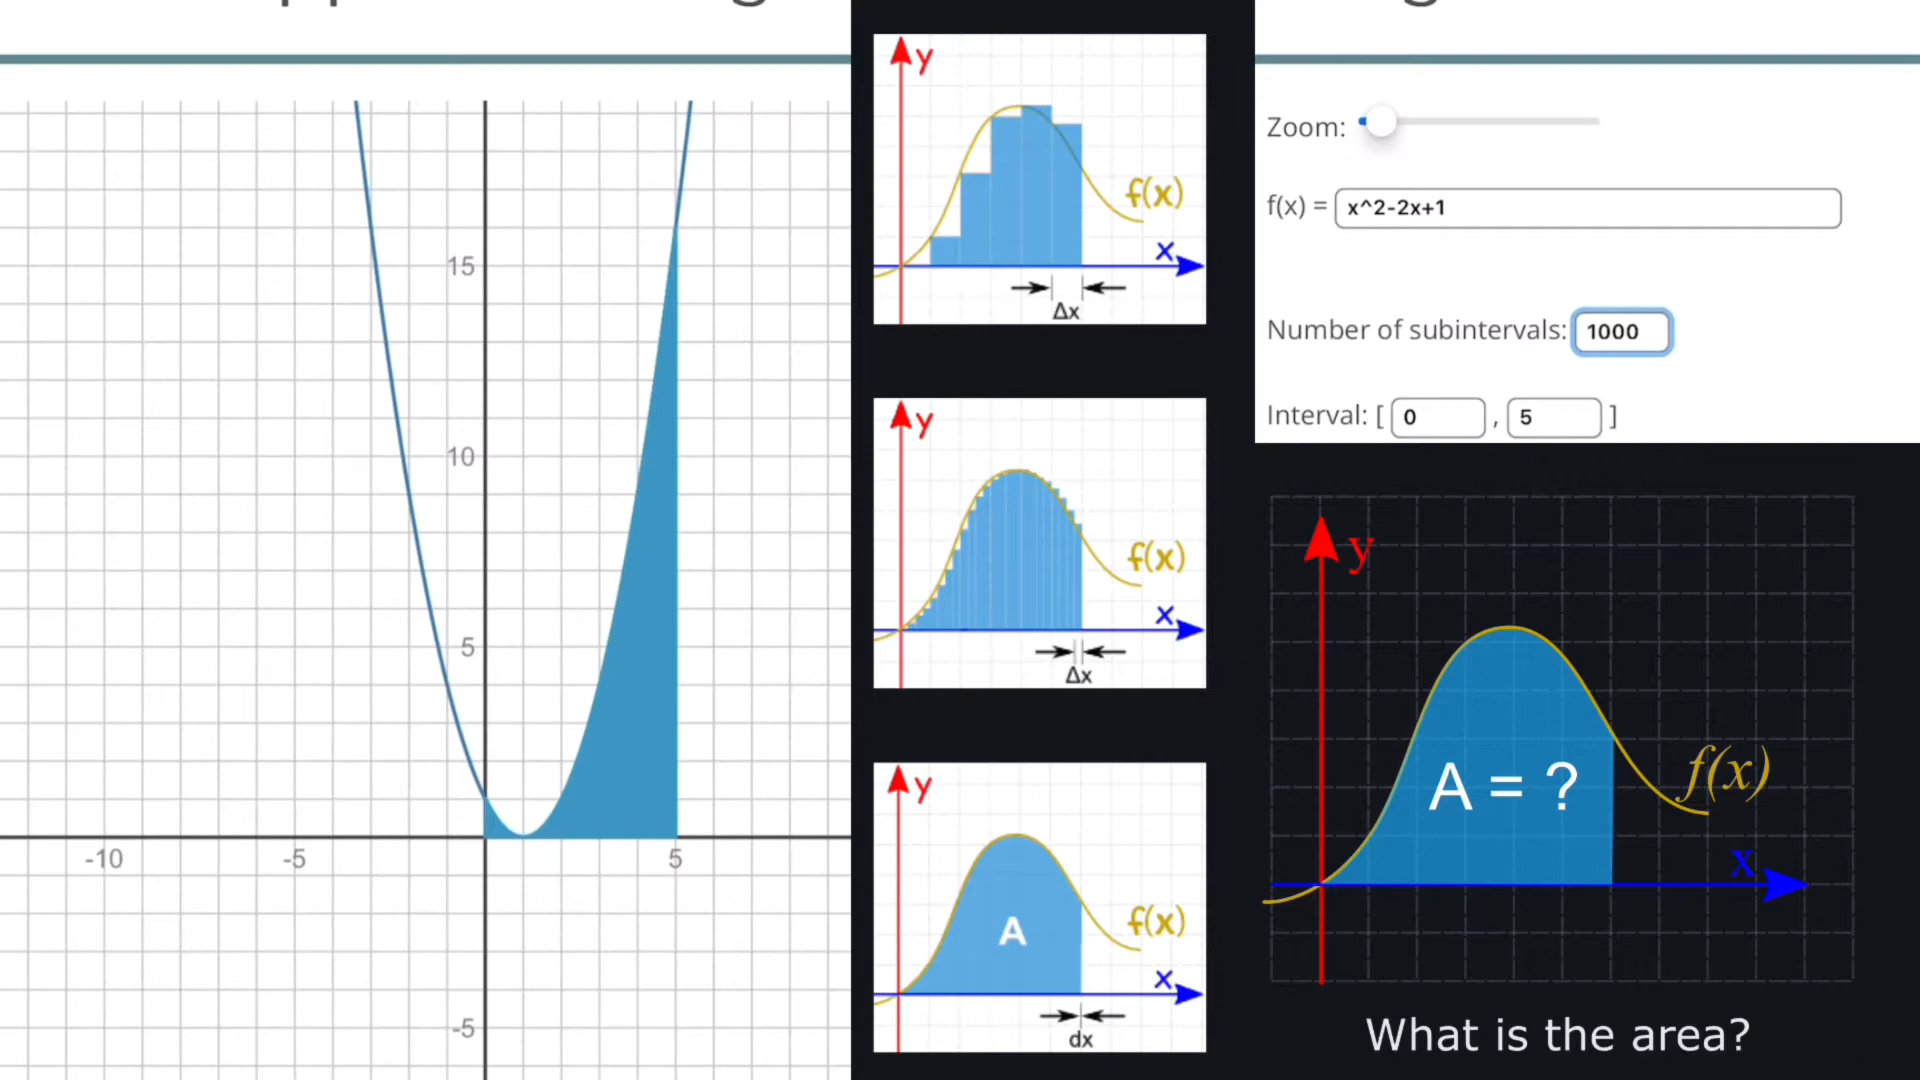 15
10
5
-10
-5
5
-5
y
f(x)
x
Δx
y
f(x)
x
Δx
y
f(x)
A
x
dx
Zoom:
f(x) = x^2-2x+1
Number of subintervals: 1000
Interval: [ 0 , 5 ]
y
f(x)
A = ?
x
What is the area?